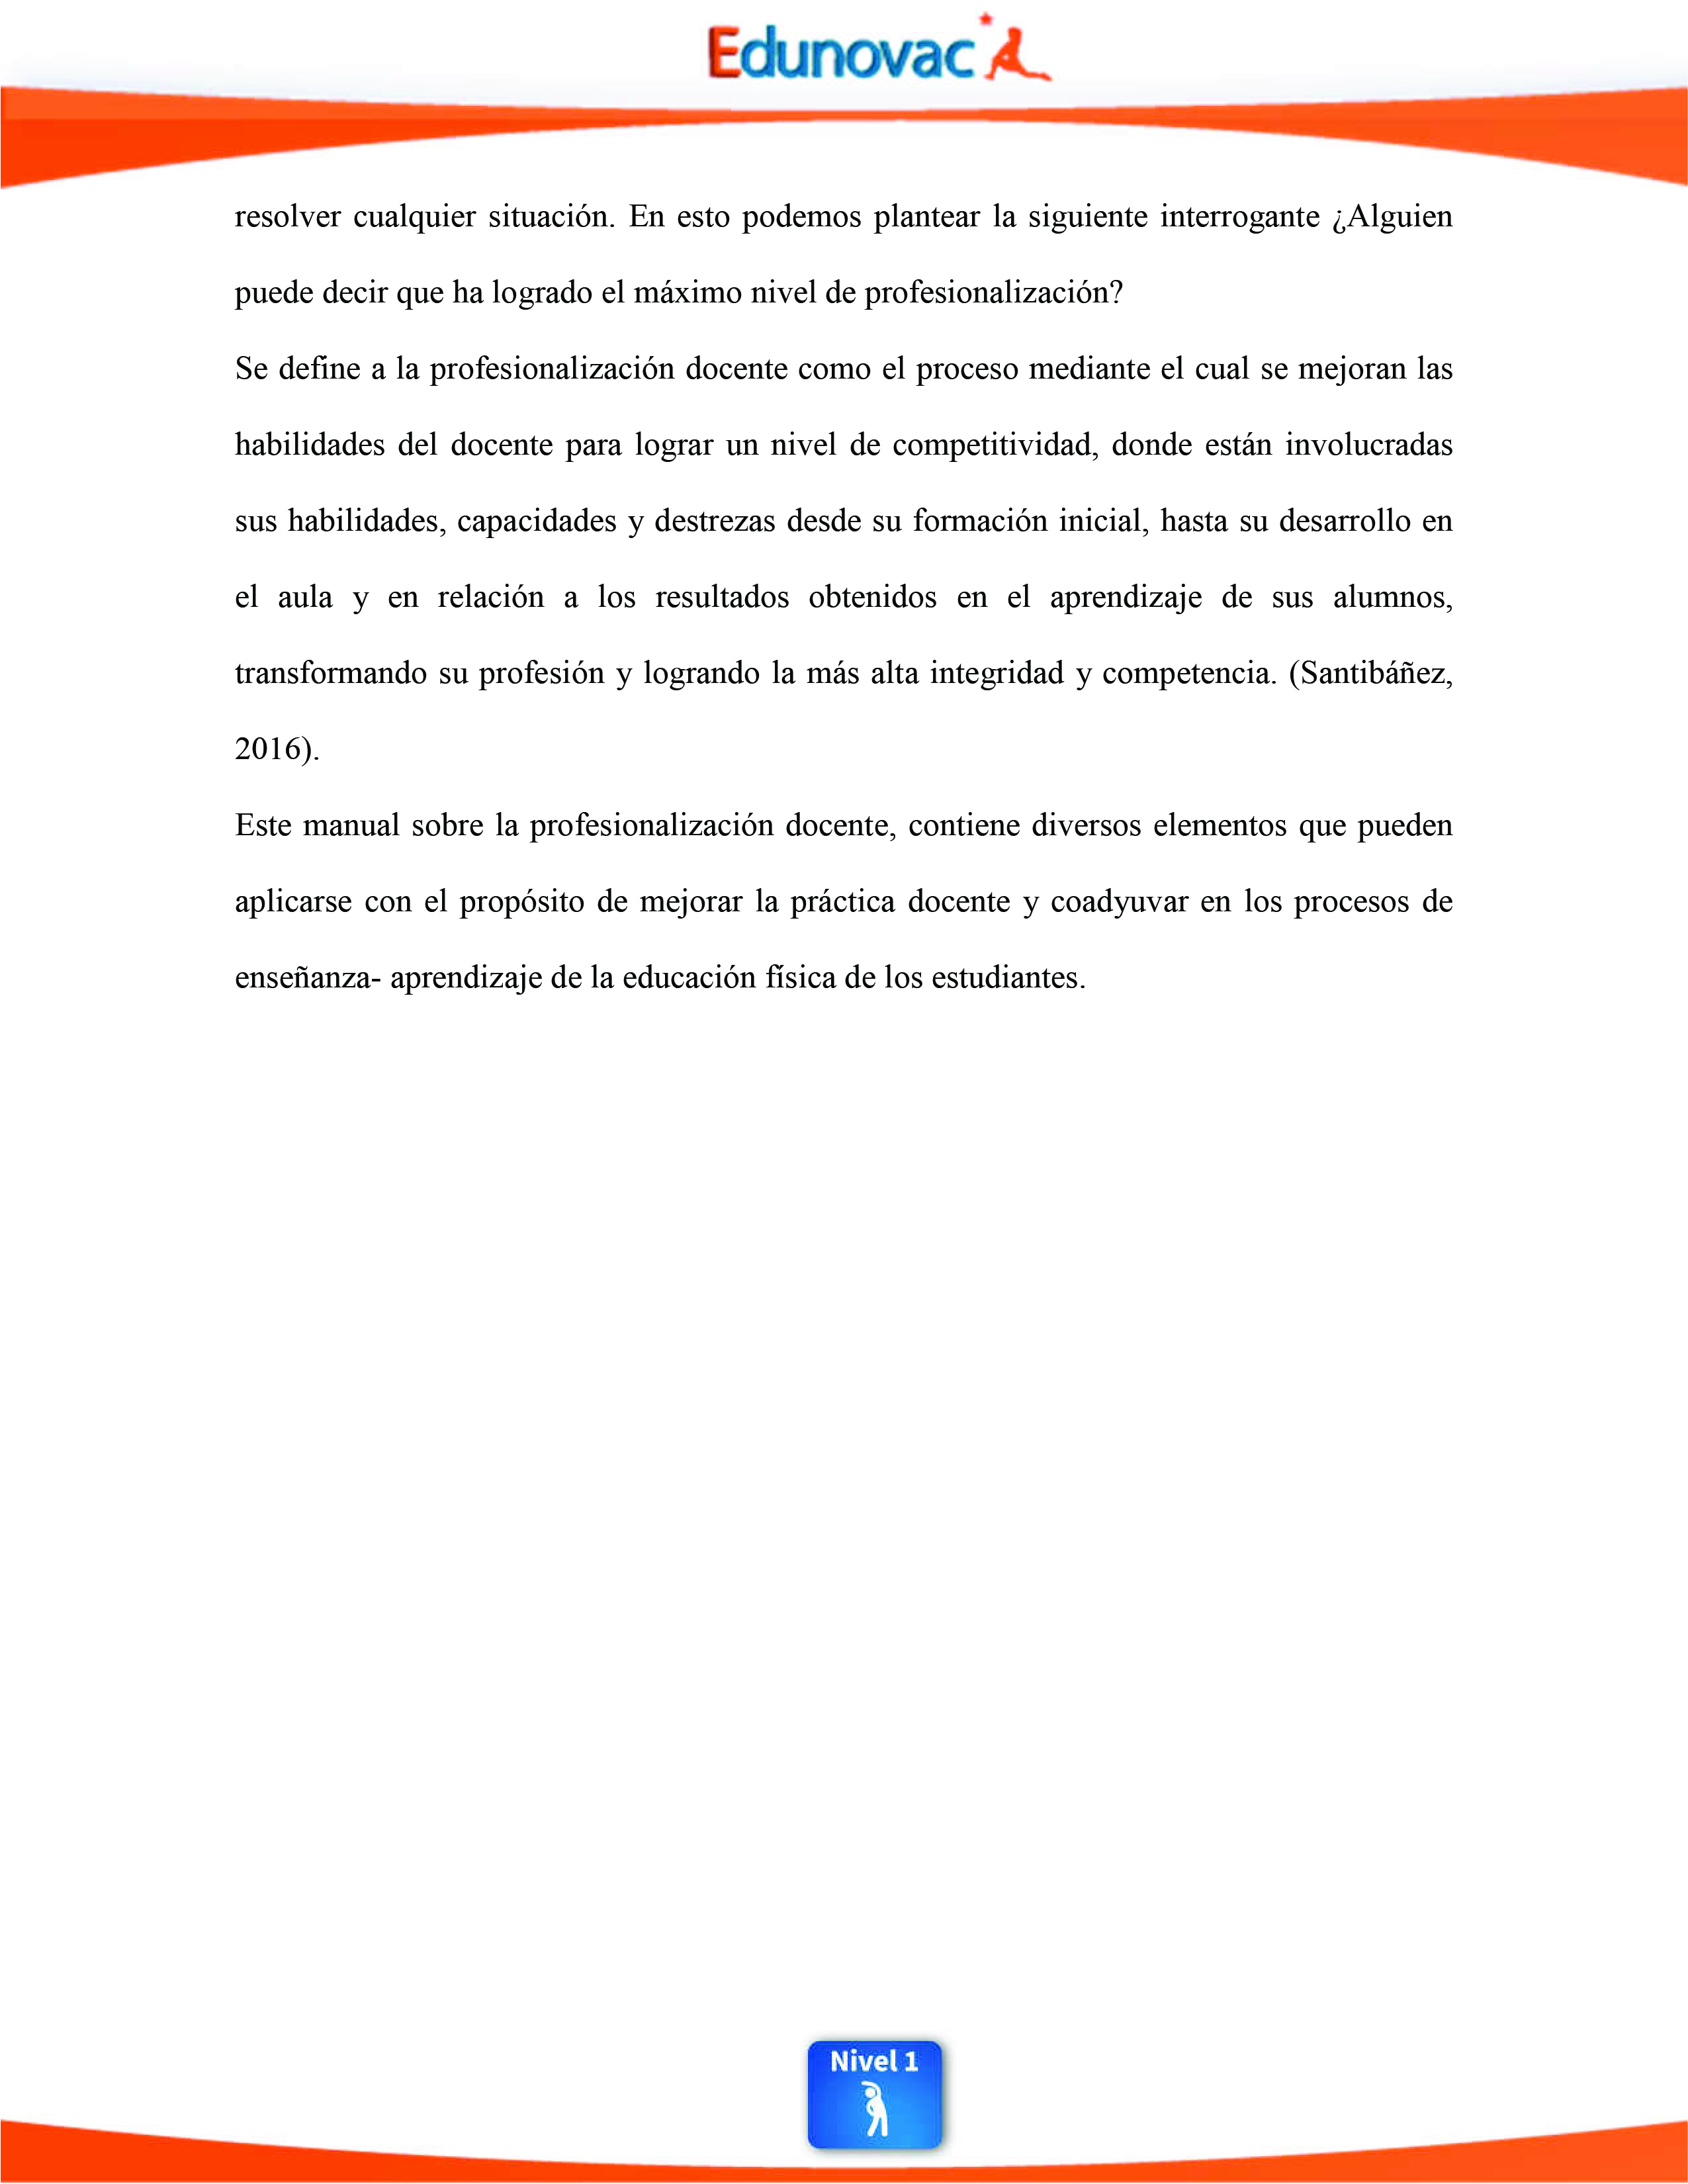 Edunovac
resolver cualquier situación. En esto podemos plantear la siguiente interrogante ¿Alguien
puede decir que ha logrado el máximo nivel de profesionalización?
Se define a la profesionalización docente como el proceso mediante el cual se mejoran las
habilidades del docente para lograr un nivel de competitividad, donde están involucradas
sus habilidades, capacidades y destrezas desde su formación inicial, hasta su desarrollo en
el aula y en relación a los resultados obtenidos en el aprendizaje de sus alumnos,
transformando su profesión y logrando la más alta integridad y competencia. (Santibáñez,
2016).
Este manual sobre la profesionalización docente, contiene diversos elementos que pueden
aplicarse con el propósito de mejorar la práctica docente y coadyuvar en los procesos de
enseñanza- aprendizaje de la educación física de los estudiantes.
Nivel 1